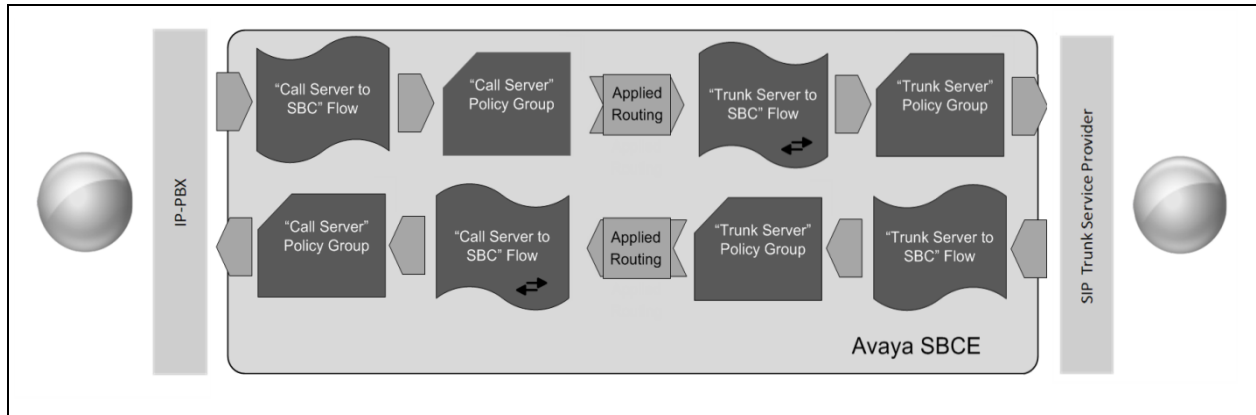 IP-PBX
“Call Server to
SBC” Flow
“Call Server”
Policy Group
Applied
Routing
“Trunk Server to
SBC” Flow
“Trunk Server”
Policy Group
“Call Server”
Policy Group
“Call Server to
SBC” Flow
Applied
Routing
“Trunk Server”
Policy Group
“Trunk Server to
SBC” Flow
Avaya SBCE
SIP Trunk Service Provider